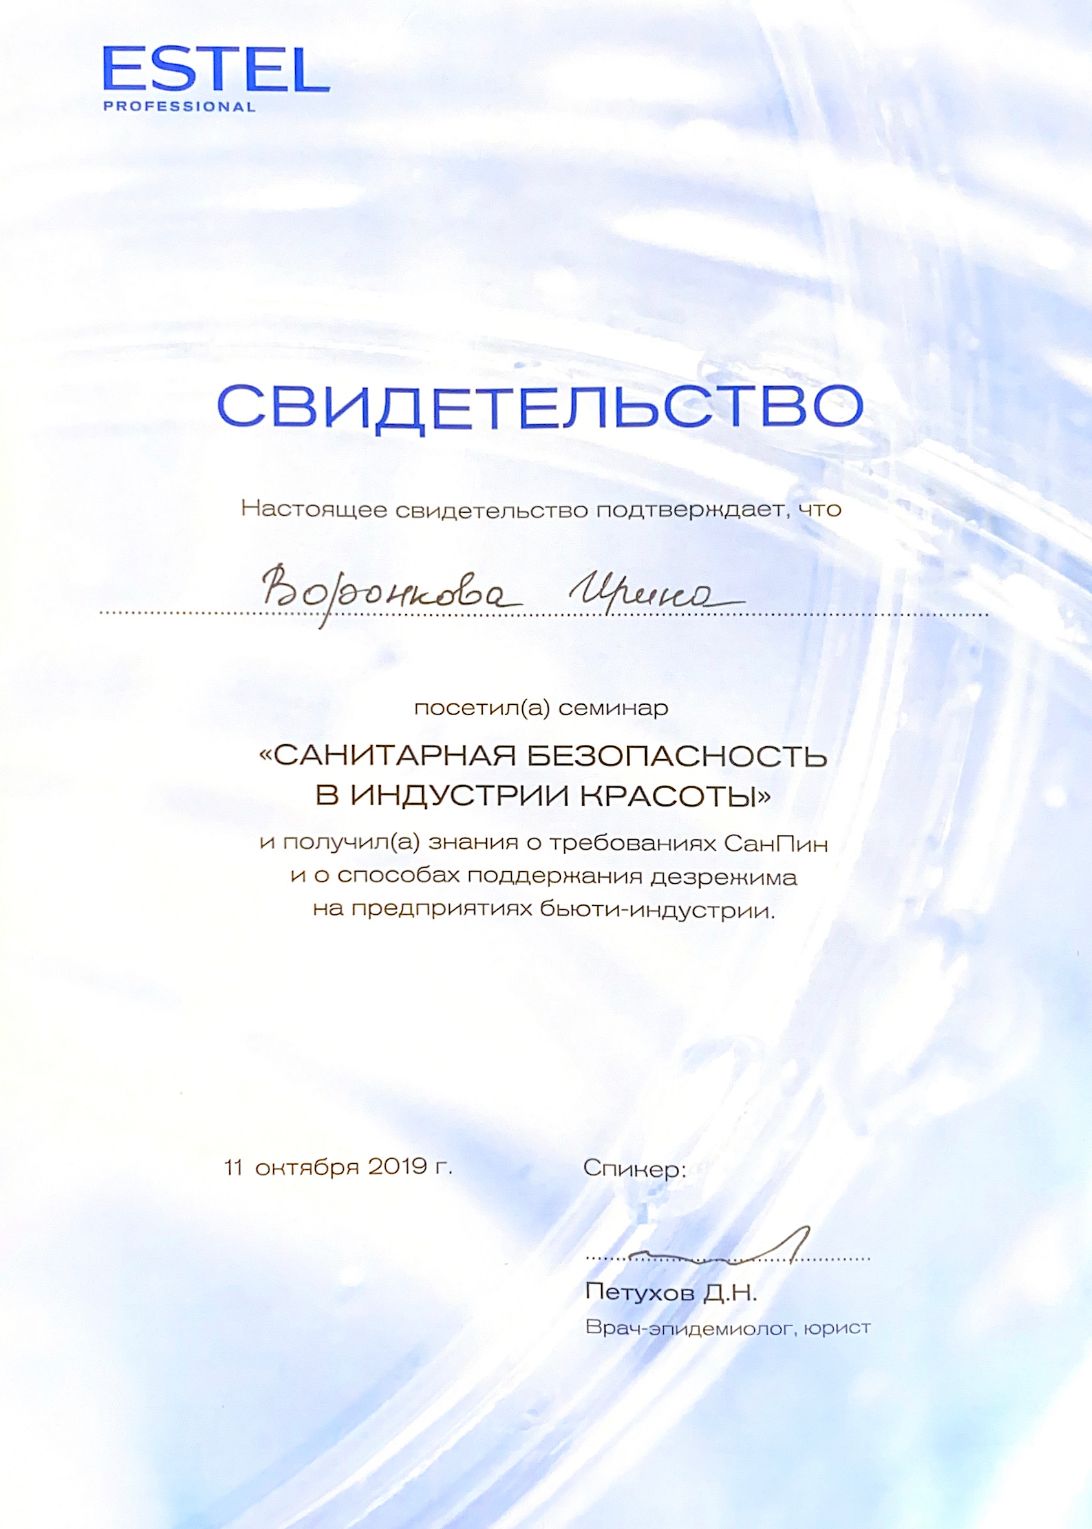 ESTEL
PROFESSIONAL
СВИДЕТЕЛЬСТВО
Настоящее свидетельство подтверждает, что
Воронкова Ирина
посетил(а) семинар
«САНИТАРНАЯ БЕЗОПАСНОСТЬ
В ИНДУСТРИИ КРАСОТЫ»
и получил(а) знания о требованиях СанПин
и о способах поддержания дезрежима
на предприятиях бьюти-индустрии.
11 октября 2019 г.
Спикер:
Петухов Д.Н.
Врач-эпидемиолог, юрист